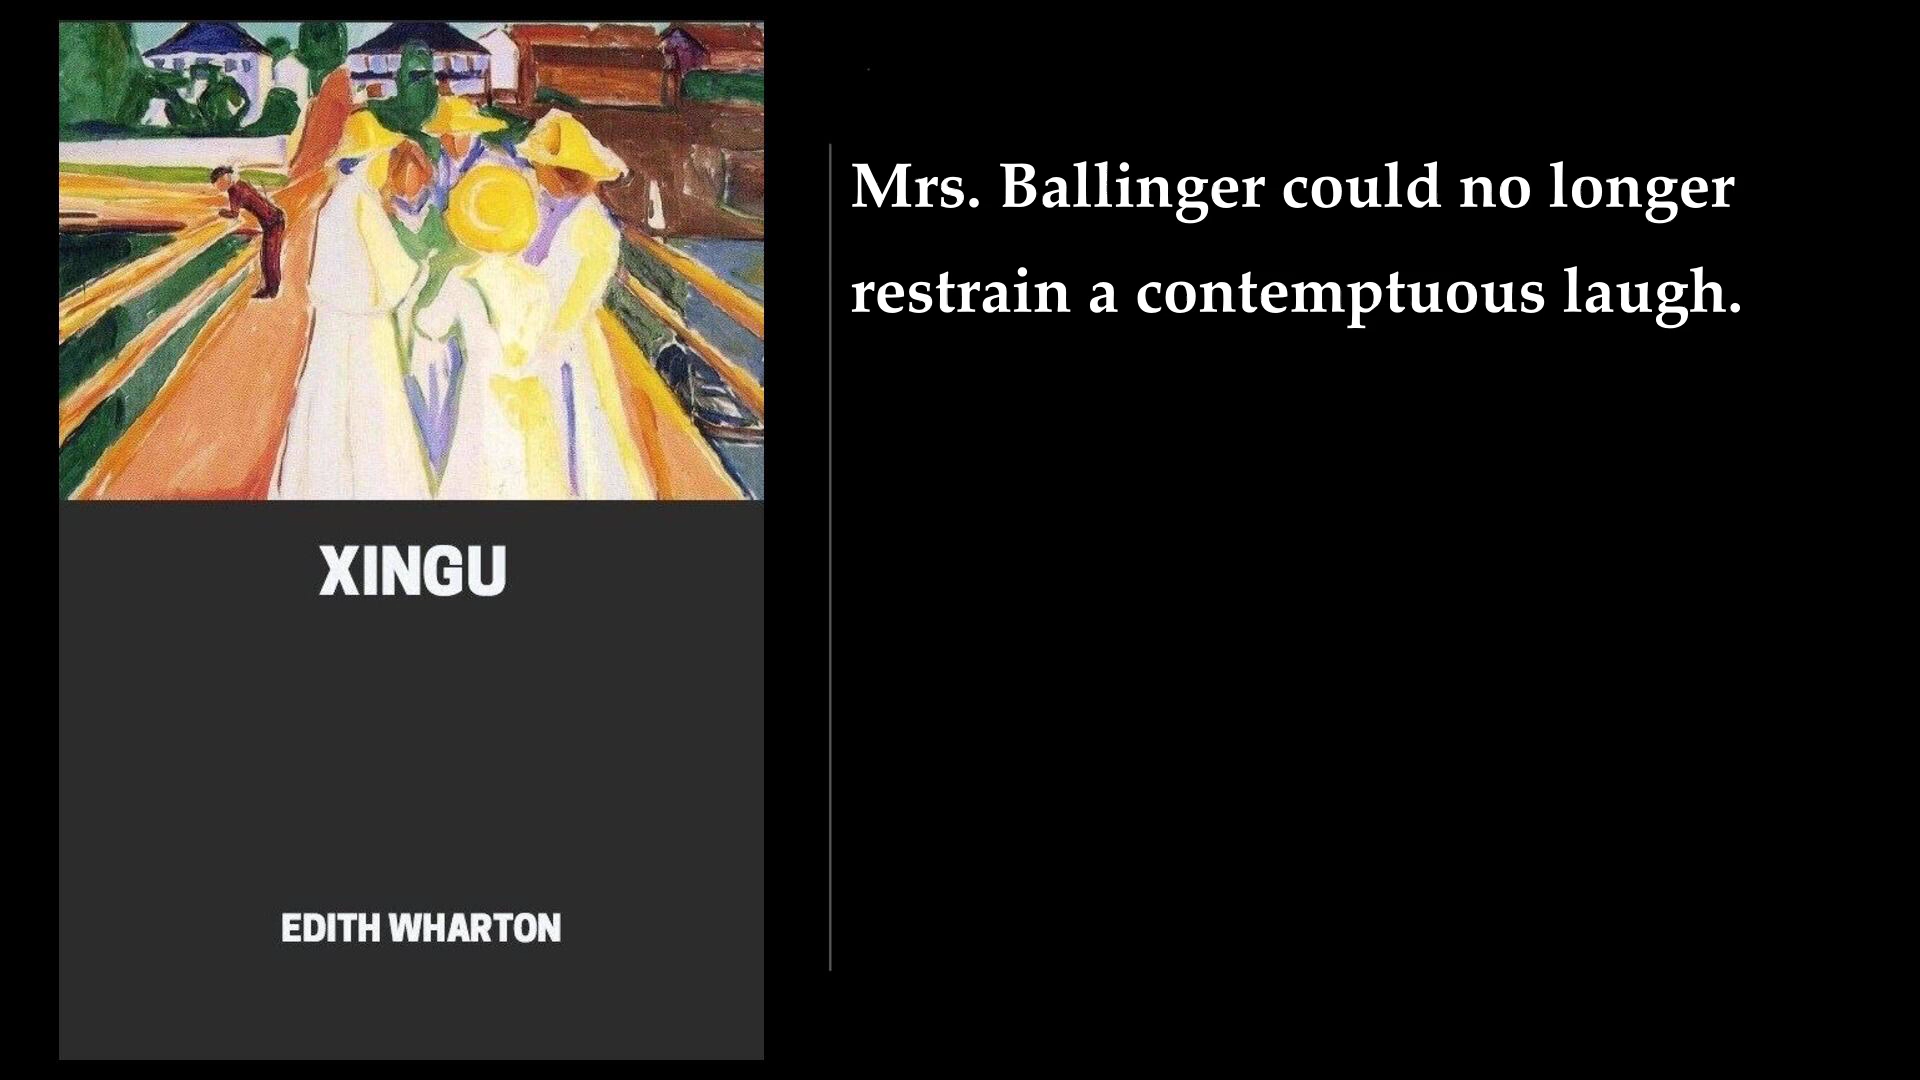 XINGU
EDITH WHARTON
Mrs. Ballinger could no longer
restrain a contemptuous laugh.